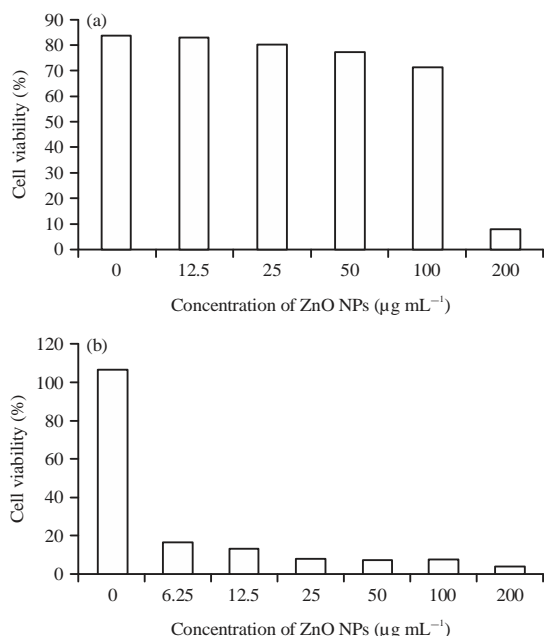 (a)
90
80
70
60
50
40
30
20
10
0
Cell viability (%)
0 12.5 25 50 100 200
Concentration of ZnO NPs (µg mL⁻¹)
(b)
120
100
80
60
40
20
0
Cell viability (%)
0 6.25 12.5 25 50 100 200
Concentration of ZnO NPs (µg mL⁻¹)